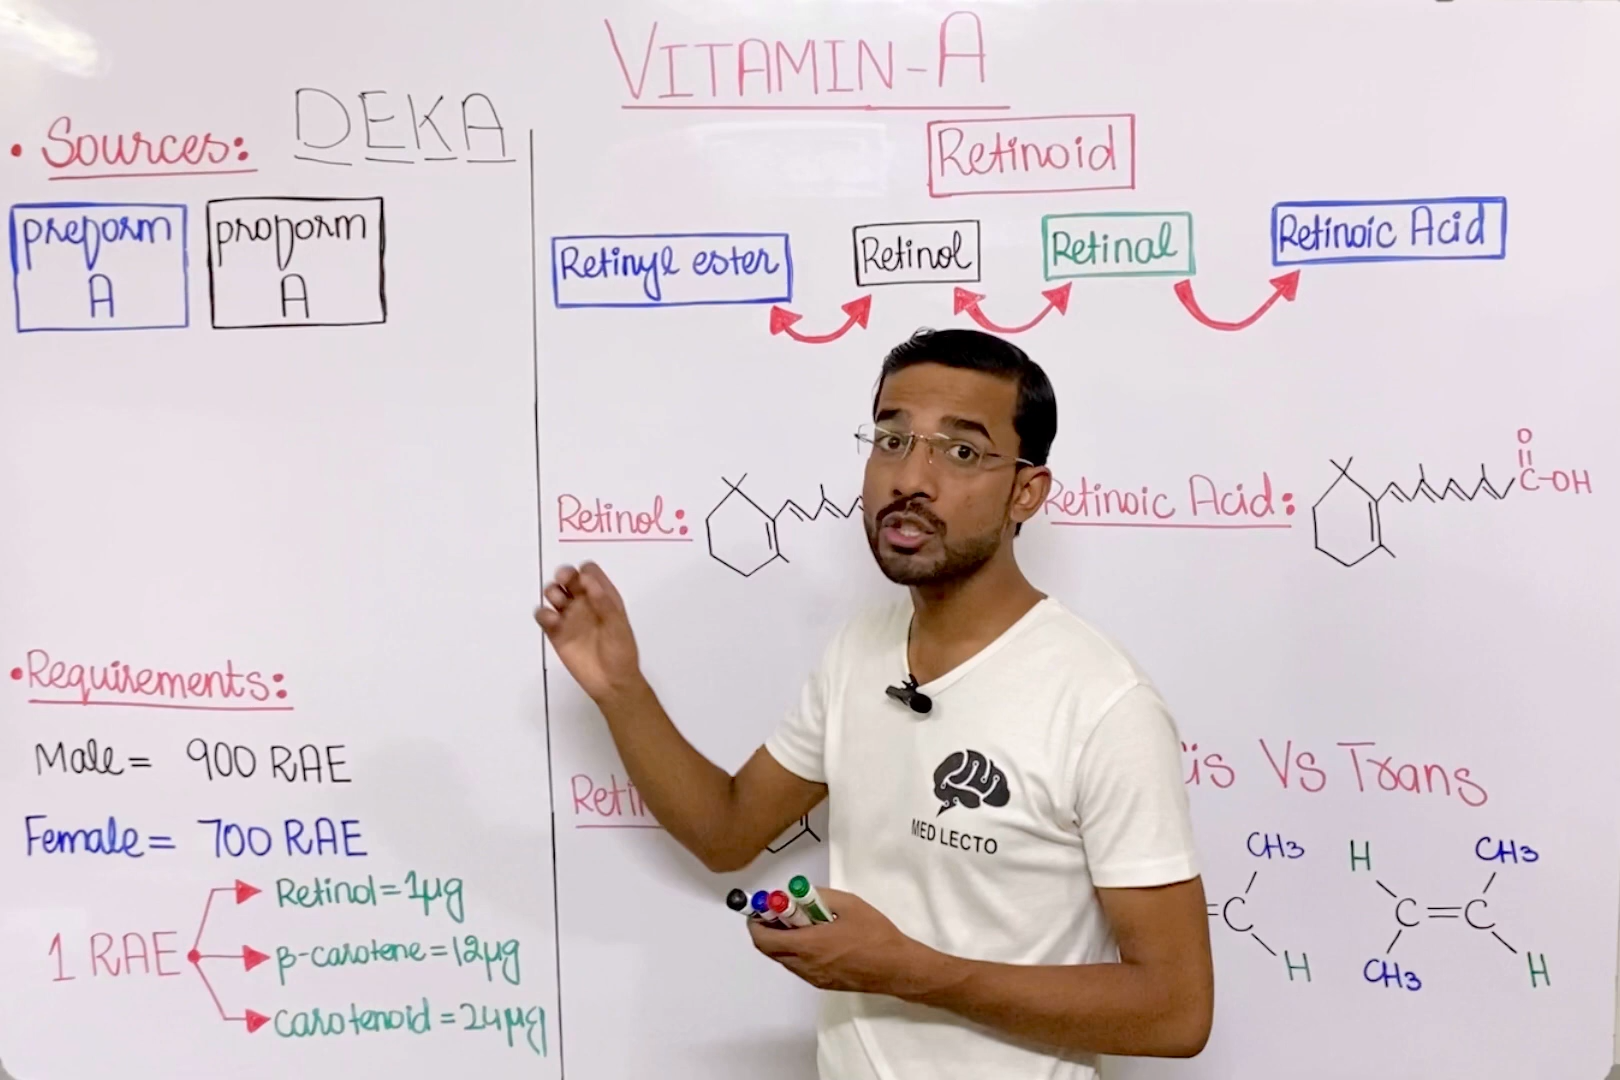 VITAMIN-A
• Sources:
DEKA
preform
A
proform
A
Retinoid
Retinyl ester
Retinol
Retinal
Retinoic Acid
Retinol:
Retinoic Acid:
O
C-OH
• Requirements:
Male = 900 RAE
Female = 700 RAE
1 RAE
Retinol = 1µg
β-carotene = 12µg
carotenoid = 24µg
MED LECTO
Vs Trans
CH3
=C
H
H
CH3
C=C
CH3
H